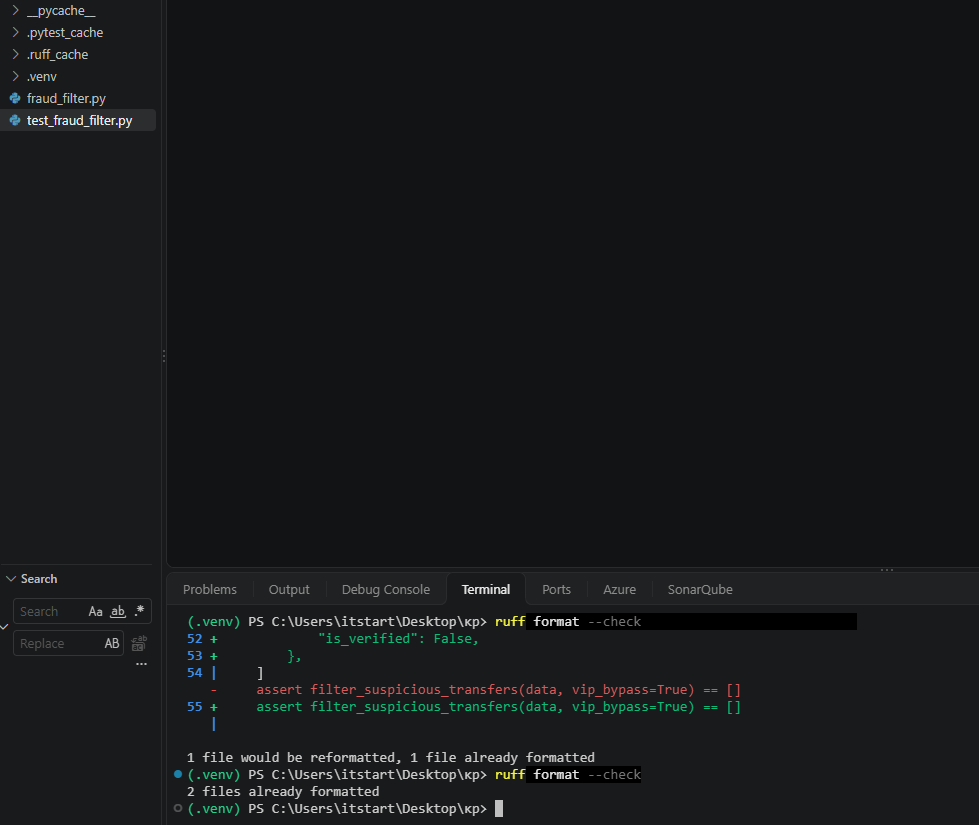 __pycache__
.pytest_cache
.ruff_cache
.venv
fraud_filter.py
test_fraud_filter.py
Search
Search Aa ab .*
Replace AB
Problems Output Debug Console Terminal Ports Azure SonarQube
(.venv) PS C:\Users\itstart\Desktop\кр> ruff format --check
52 + "is_verified": False,
53 + },
54 | ]
- assert filter_suspicious_transfers(data, vip_bypass=True) == []
55 + assert filter_suspicious_transfers(data, vip_bypass=True) == []
|
1 file would be reformatted, 1 file already formatted
(.venv) PS C:\Users\itstart\Desktop\кр> ruff format --check
2 files already formatted
(.venv) PS C:\Users\itstart\Desktop\кр>